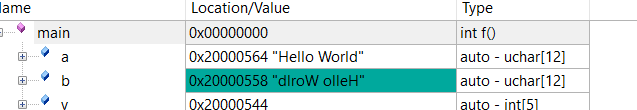 Name Location/Value Type
main 0x00000000 int f()
a 0x20000564 "Hello World" auto - uchar[12]
b 0x20000558 "dlroW olleH" auto - uchar[12]
v 0x20000544 auto - int[5]